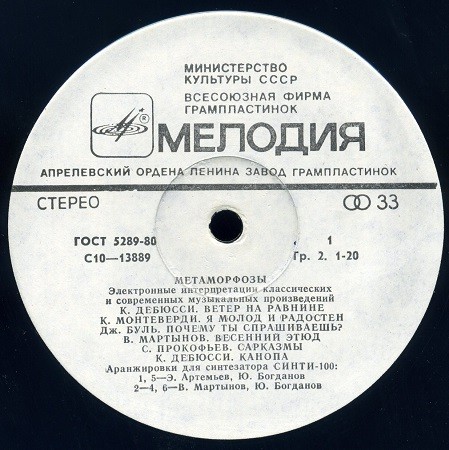 МИНИСТЕРСТВО
КУЛЬТУРЫ СССР
ВСЕСОЮЗНАЯ ФИРМА
ГРАМПЛАСТИНОК
® МЕЛОДИЯ
АПРЕЛЕВСКИЙ ОРДЕНА ЛЕНИНА ЗАВОД ГРАМПЛАСТИНОК
СТЕРЕО 33
ГОСТ 5289-80 1
С10—13889 Гр. 2. 1-20
МЕТАМОРФОЗЫ
Электронные интерпретации классических
и современных музыкальных произведений
К. ДЕБЮССИ. ВЕТЕР НА РАВНИНЕ
К. МОНТЕВЕРДИ. Я МОЛОД И РАДОСТЕН
ДЖ. БУЛЬ. ПОЧЕМУ ТЫ СПРАШИВАЕШЬ?
В. МАРТЫНОВ. ВЕСЕННИЙ ЭТЮД
С. ПРОКОФЬЕВ. САРКАЗМЫ
К. ДЕБЮССИ. КАНОПА
Аранжировки для синтезатора СИНТИ-100:
1, 5—Э. Артемьев, Ю. Богданов
2—4, 6—В. Мартынов, Ю. Богданов